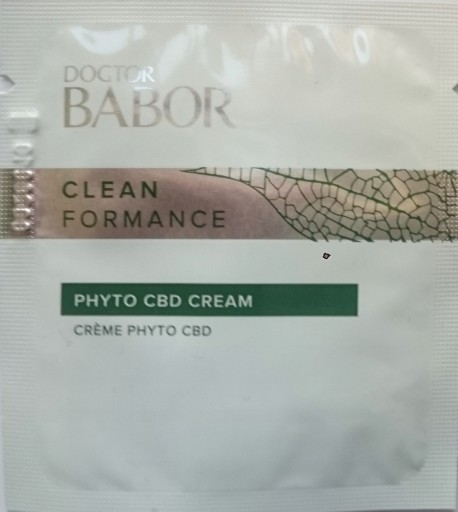 DOCTOR
BABOR
CLEAN
FORMANCE
PHYTO CBD CREAM
CRÈME PHYTO CBD